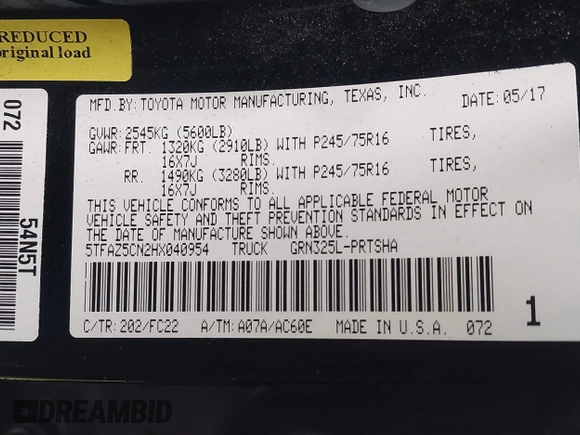 REDUCED
original load
072
54N5T
MFD.BY:TOYOTA MOTOR MANUFACTURING, TEXAS, INC. DATE:05/17
GVWR:2545KG (5600LB)
GAWR:FRT. 1320KG (2910LB) WITH P245/75R16 TIRES,
16X7J RIMS.
RR. 1490KG (3280LB) WITH P245/75R16 TIRES,
16X7J RIMS.
THIS VEHICLE CONFORMS TO ALL APPLICABLE FEDERAL MOTOR
VEHICLE SAFETY AND THEFT PREVENTION STANDARDS IN EFFECT ON
THE DATE OF MANUFACTURE SHOWN ABOVE.
5TFAZ5CN2HX040954 TRUCK GRN325L-PRTSHA
C/TR:202/FC22 A/TM:A07A/AC60E MADE IN U.S.A. 072
1
DREAMBID